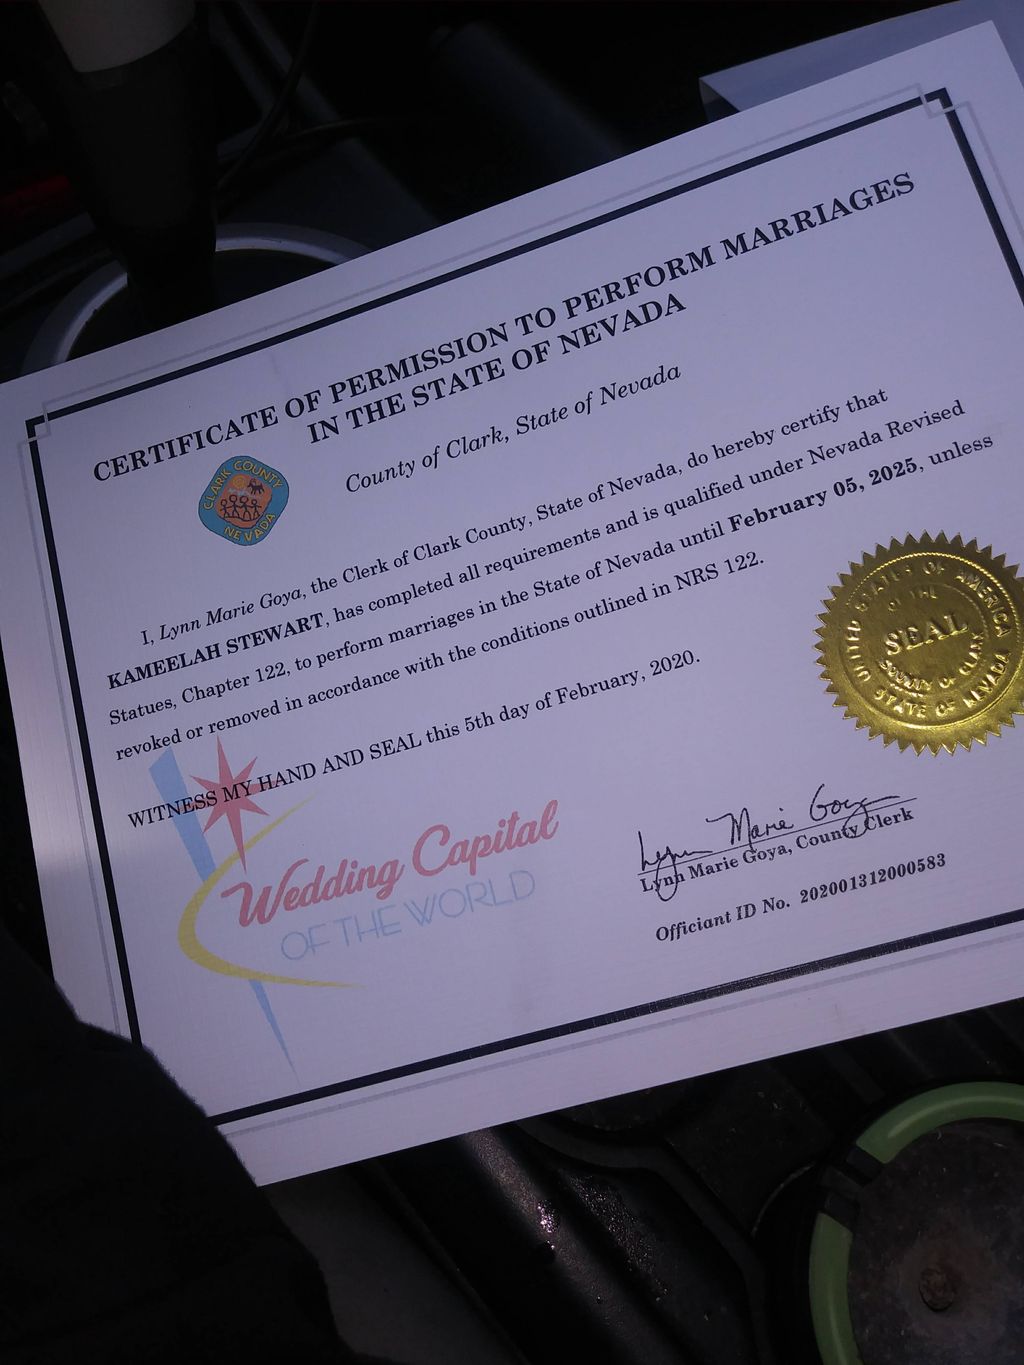 CERTIFICATE OF PERMISSION TO PERFORM MARRIAGES
IN THE STATE OF NEVADA
County of Clark, State of Nevada
CLARK COUNTY
NEVADA
I, Lynn Marie Goya, the Clerk of Clark County, State of Nevada, do hereby certify that
KAMEELAH STEWART, has completed all requirements and is qualified under Nevada Revised
Statues, Chapter 122, to perform marriages in the State of Nevada until February 05, 2025, unless
revoked or removed in accordance with the conditions outlined in NRS 122.
WITNESS MY HAND AND SEAL this 5th day of February, 2020.
UNITED STATES OF AMERICA
OF THE
SEAL
COUNTY OF CLARK
STATE OF NEVADA
Wedding Capital
OF THE WORLD
Lynn Marie Goya
Lynn Marie Goya, County Clerk
Officiant ID No. 202001312000583